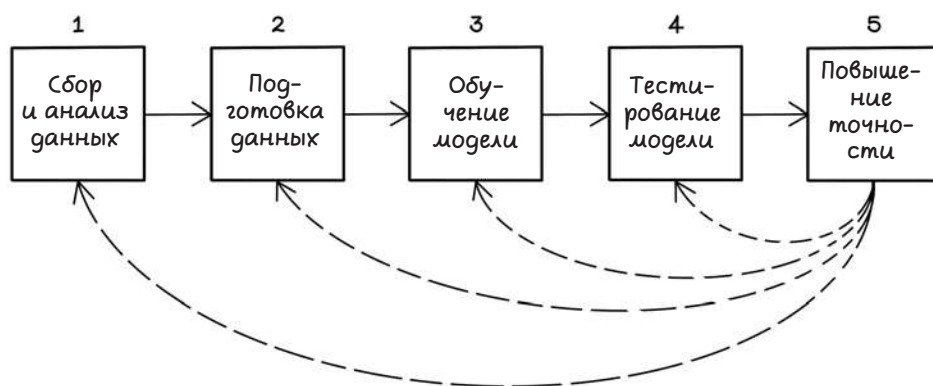 1
2
3
4
5
Сбор
и анализ
данных
Под-
готовка
данных
Обу-
чение
модели
Тести-
рование
модели
Повыше-
ние
точно-
сти